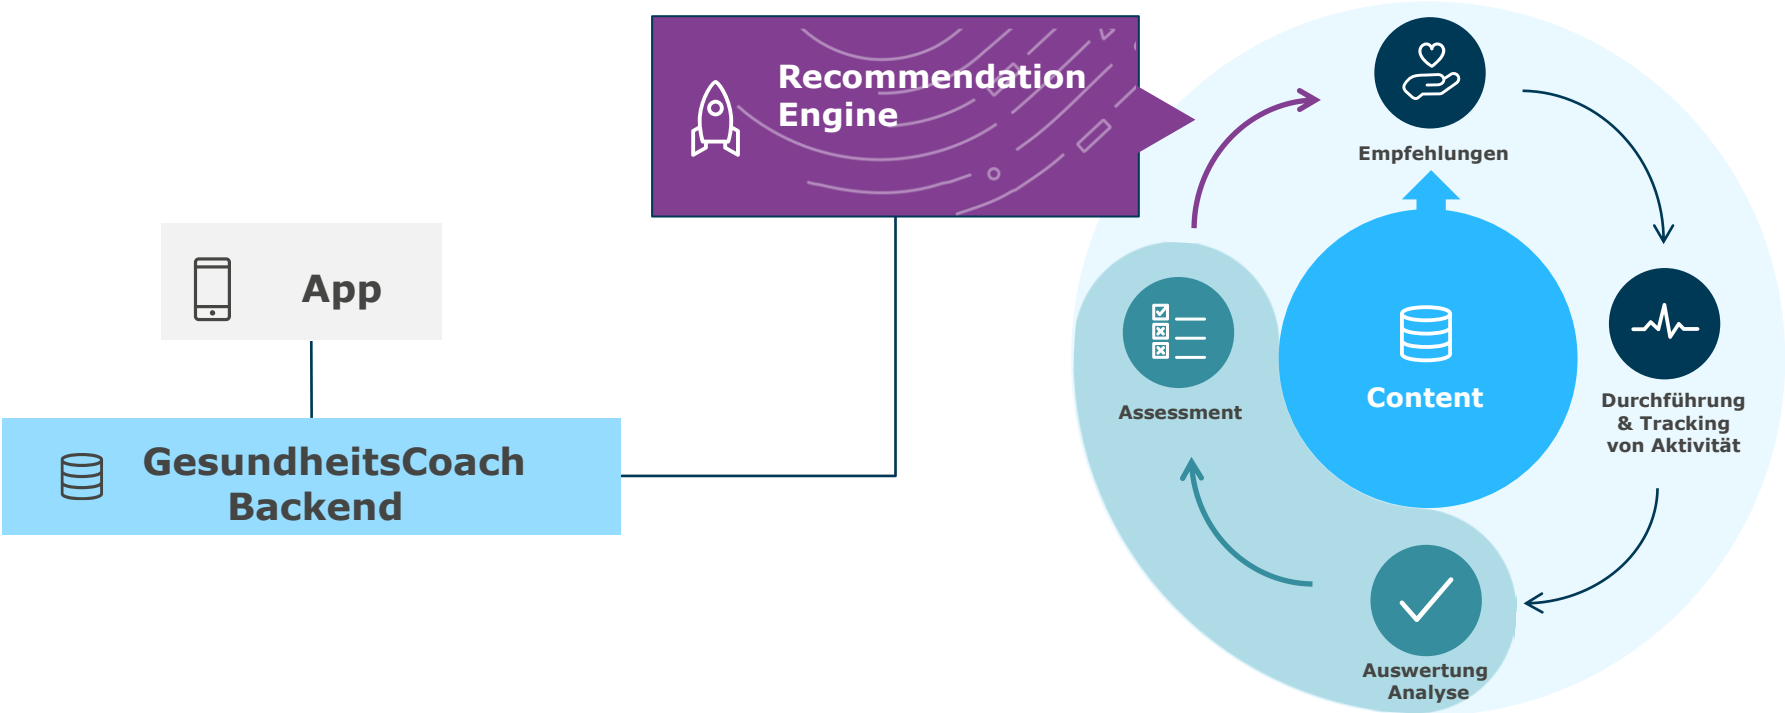 Recommendation
Engine
App
GesundheitsCoach
Backend
Empfehlungen
Durchführung
& Tracking
von Aktivität
Auswertung
Analyse
Assessment
Content